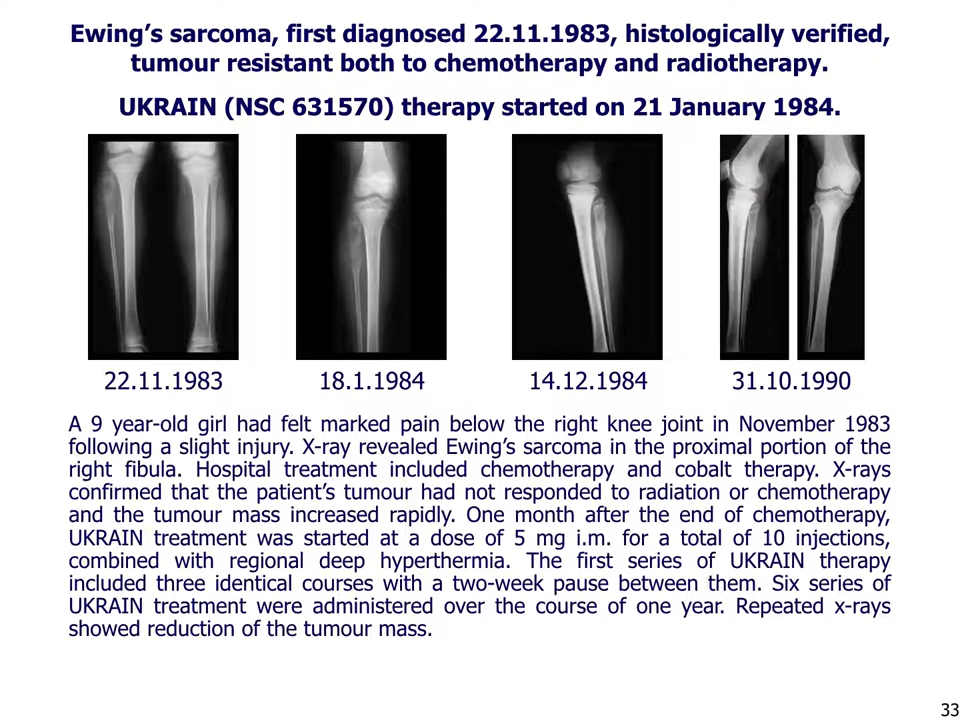 Ewing’s sarcoma, first diagnosed 22.11.1983, histologically verified,
tumour resistant both to chemotherapy and radiotherapy.
UKRAIN (NSC 631570) therapy started on 21 January 1984.
22.11.1983 18.1.1984 14.12.1984 31.10.1990
A 9 year-old girl had felt marked pain below the right knee joint in November 1983
following a slight injury. X-ray revealed Ewing’s sarcoma in the proximal portion of the
right fibula. Hospital treatment included chemotherapy and cobalt therapy. X-rays
confirmed that the patient’s tumour had not responded to radiation or chemotherapy
and the tumour mass increased rapidly. One month after the end of chemotherapy,
UKRAIN treatment was started at a dose of 5 mg i.m. for a total of 10 injections,
combined with regional deep hyperthermia. The first series of UKRAIN therapy
included three identical courses with a two-week pause between them. Six series of
UKRAIN treatment were administered over the course of one year. Repeated x-rays
showed reduction of the tumour mass.
33